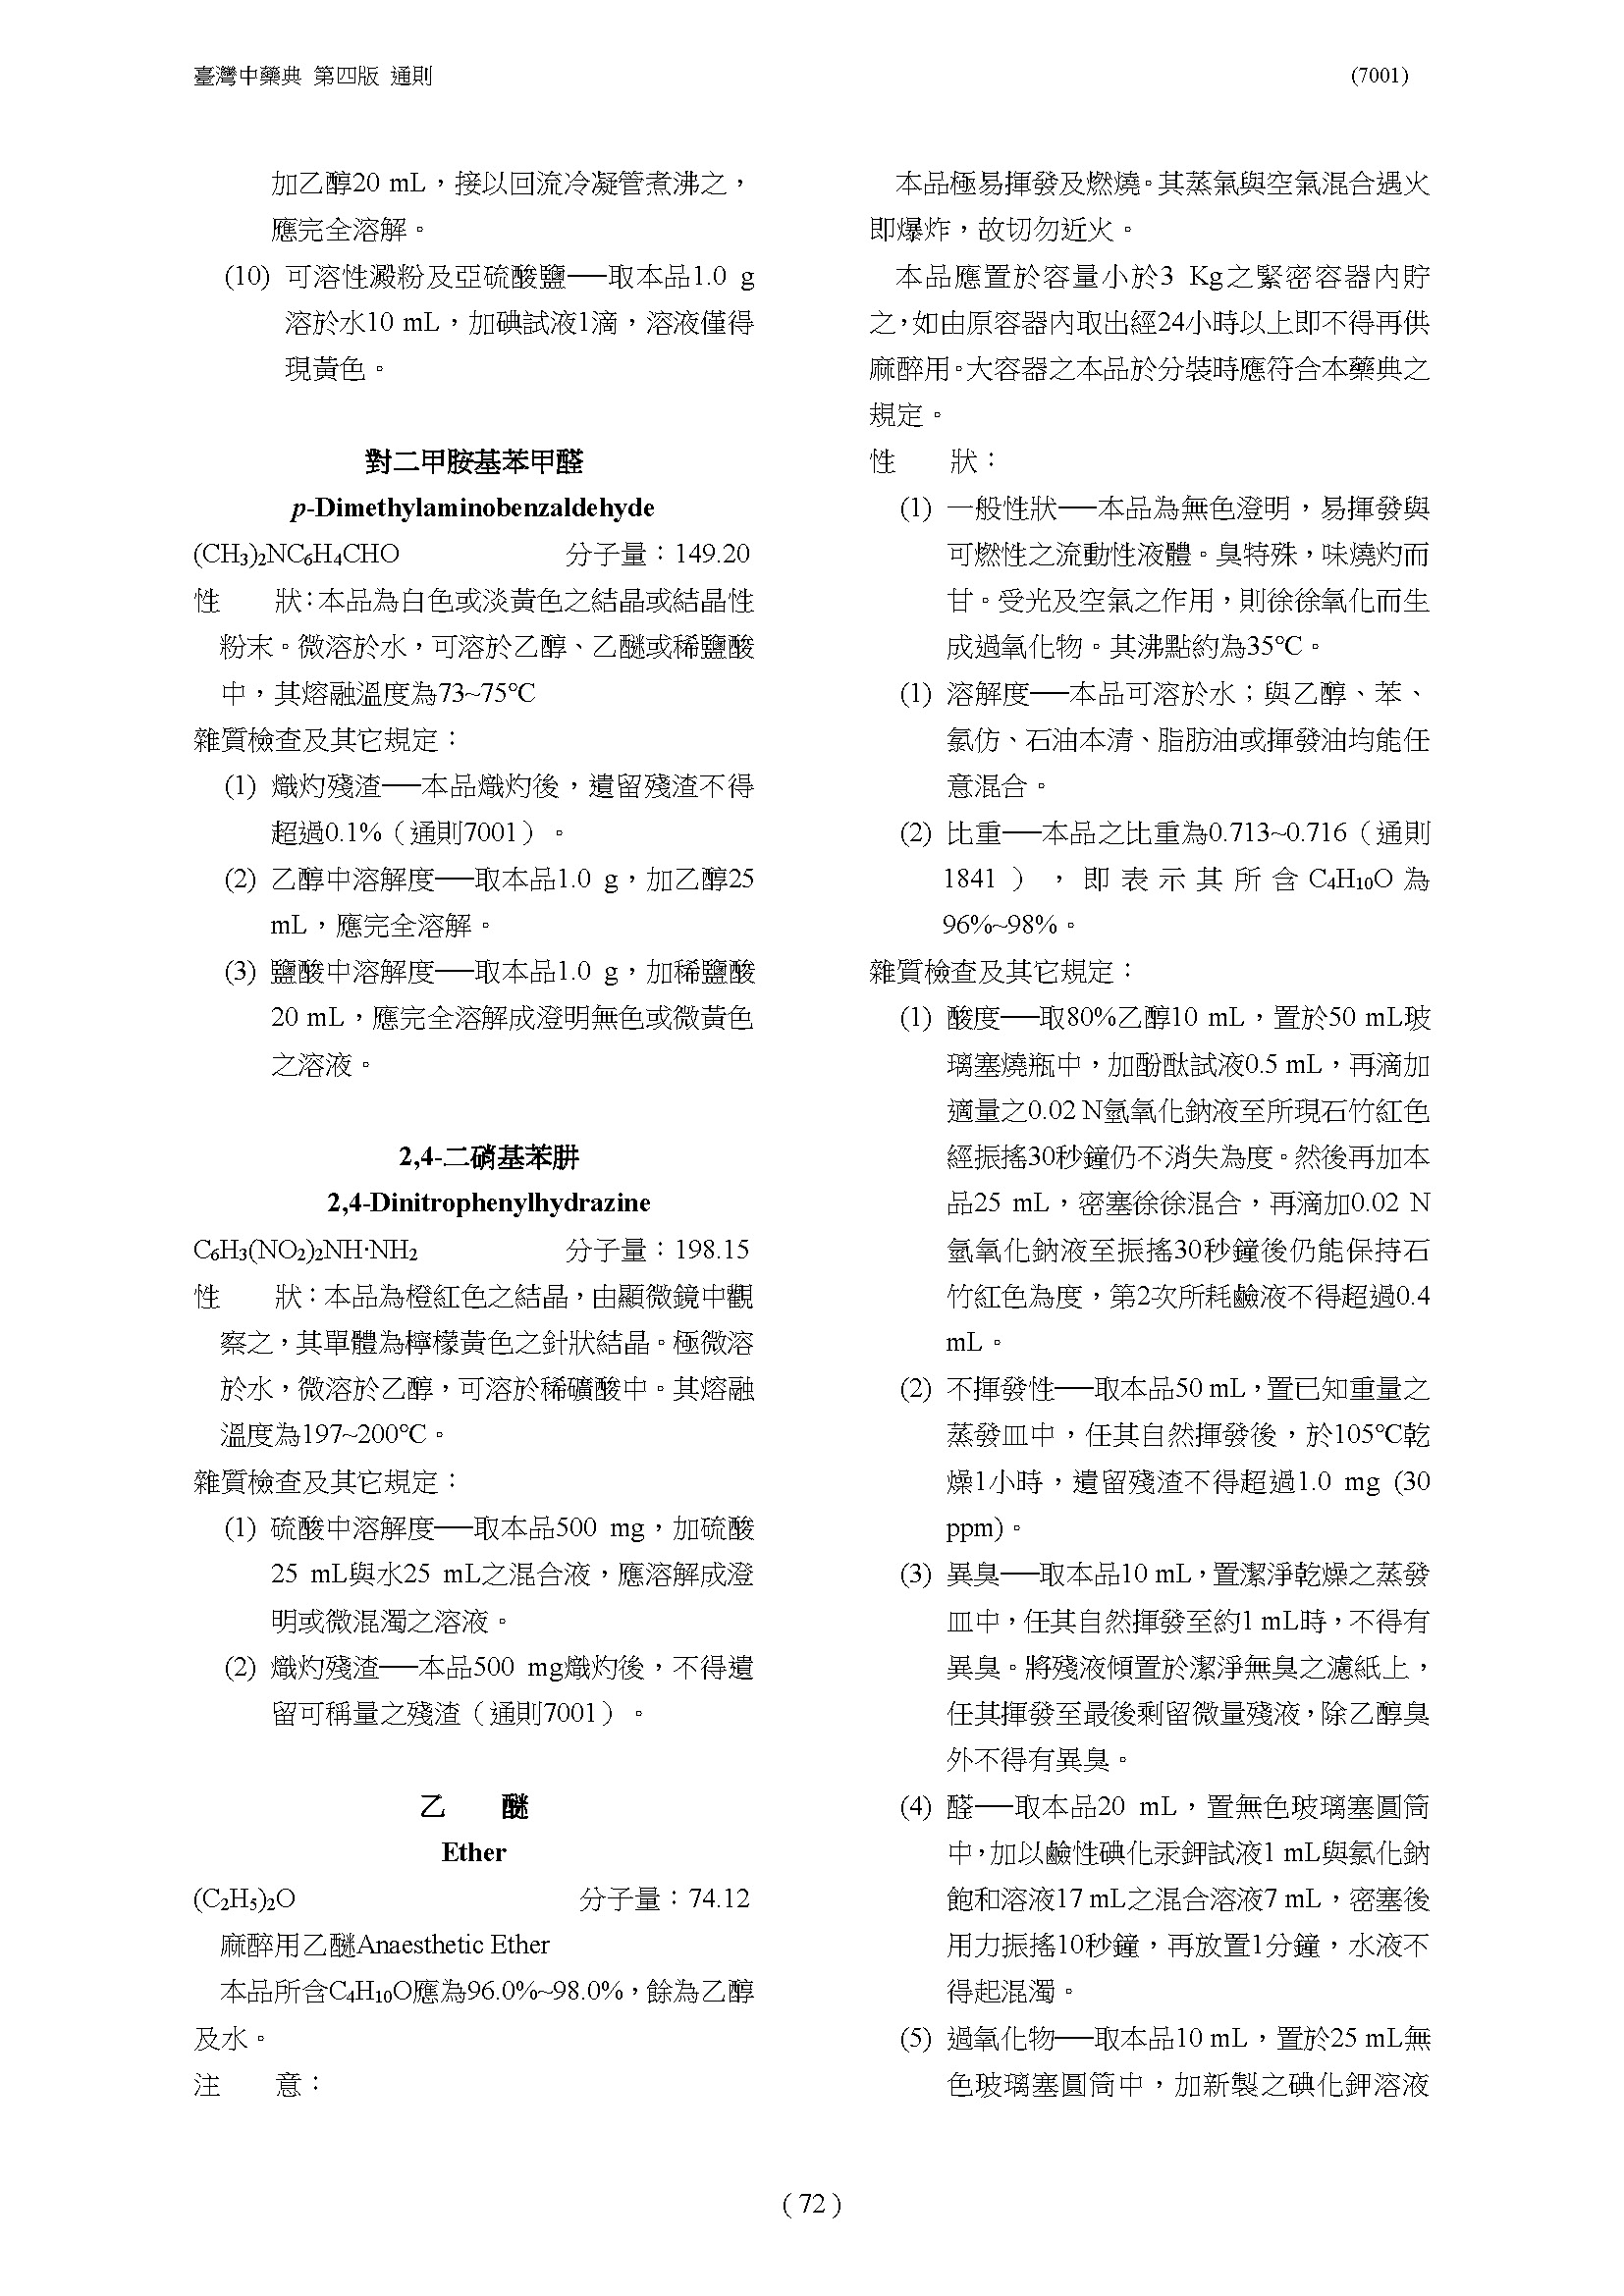 臺灣中藥典 第四版 通則 (7001)
加乙醇20 mL，接以回流冷凝管煮沸之，
應完全溶解。
(10) 可溶性澱粉及亞硫酸鹽──取本品1.0 g
溶於水10 mL，加碘試液1滴，溶液僅得
現黃色。
對二甲胺基苯甲醛
p-Dimethylaminobenzaldehyde
(CH₃)₂NC₆H₄CHO 分子量：149.20
性　　狀：本品為白色或淡黃色之結晶或結晶性
粉末。微溶於水，可溶於乙醇、乙醚或稀鹽酸
中，其熔融溫度為73~75℃
雜質檢查及其它規定：
(1) 熾灼殘渣──本品熾灼後，遺留殘渣不得
超過0.1%（通則7001）。
(2) 乙醇中溶解度──取本品1.0 g，加乙醇25
mL，應完全溶解。
(3) 鹽酸中溶解度──取本品1.0 g，加稀鹽酸
20 mL，應完全溶解成澄明無色或微黃色
之溶液。
2,4-二硝基苯肼
2,4-Dinitrophenylhydrazine
C₆H₃(NO₂)₂NH·NH₂ 分子量：198.15
性　　狀：本品為橙紅色之結晶，由顯微鏡中觀
察之，其單體為檸檬黃色之針狀結晶。極微溶
於水，微溶於乙醇，可溶於稀礦酸中。其熔融
溫度為197~200℃。
雜質檢查及其它規定：
(1) 硫酸中溶解度──取本品500 mg，加硫酸
25 mL與水25 mL之混合液，應溶解成澄
明或微混濁之溶液。
(2) 熾灼殘渣──本品500 mg熾灼後，不得遺
留可稱量之殘渣（通則7001）。
乙　　醚
Ether
(C₂H₅)₂O 分子量：74.12
麻醉用乙醚Anaesthetic Ether
本品所含C₄H₁₀O應為96.0%~98.0%，餘為乙醇
及水。
注　　意：
本品極易揮發及燃燒。其蒸氣與空氣混合遇火
即爆炸，故切勿近火。
本品應置於容量小於3 Kg之緊密容器內貯
之，如由原容器內取出經24小時以上即不得再供
麻醉用。大容器之本品於分裝時應符合本藥典之
規定。
性　　狀：
(1) 一般性狀──本品為無色澄明，易揮發與
可燃性之流動性液體。臭特殊，味燒灼而
甘。受光及空氣之作用，則徐徐氧化而生
成過氧化物。其沸點約為35℃。
(1) 溶解度──本品可溶於水；與乙醇、苯、
氯仿、石油本清、脂肪油或揮發油均能任
意混合。
(2) 比重──本品之比重為0.713~0.716（通則
1841），即表示其所含C₄H₁₀O為
96%~98%。
雜質檢查及其它規定：
(1) 酸度──取80%乙醇10 mL，置於50 mL玻
璃塞燒瓶中，加酚酞試液0.5 mL，再滴加
適量之0.02 N氫氧化鈉液至所現石竹紅色
經振搖30秒鐘仍不消失為度。然後再加本
品25 mL，密塞徐徐混合，再滴加0.02 N
氫氧化鈉液至振搖30秒鐘後仍能保持石
竹紅色為度，第2次所耗鹼液不得超過0.4
mL。
(2) 不揮發性──取本品50 mL，置已知重量之
蒸發皿中，任其自然揮發後，於105℃乾
燥1小時，遺留殘渣不得超過1.0 mg (30
ppm)。
(3) 異臭──取本品10 mL，置潔淨乾燥之蒸發
皿中，任其自然揮發至約1 mL時，不得有
異臭。將殘液傾置於潔淨無臭之濾紙上，
任其揮發至最後剩留微量殘液，除乙醇臭
外不得有異臭。
(4) 醛──取本品20 mL，置無色玻璃塞圓筒
中，加以鹼性碘化汞鉀試液1 mL與氯化鈉
飽和溶液17 mL之混合溶液7 mL，密塞後
用力振搖10秒鐘，再放置1分鐘，水液不
得起混濁。
(5) 過氧化物──取本品10 mL，置於25 mL無
色玻璃塞圓筒中，加新製之碘化鉀溶液
( 72 )